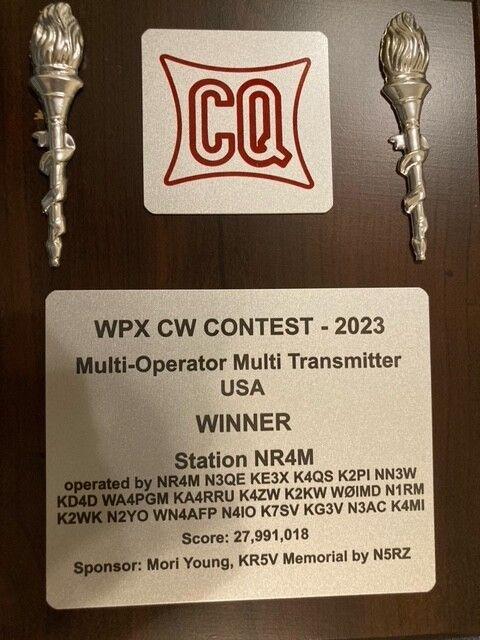 CQ
WPX CW CONTEST - 2023
Multi-Operator Multi Transmitter
USA
WINNER
Station NR4M
operated by NR4M N3QE KE3X K4QS K2PI NN3W
KD4D WA4PGM KA4RRU K4ZW K2KW WØIMD N1RM
K2WK N2YO WN4AFP N4IO K7SV KG3V N3AC K4MI
Score: 27,991,018
Sponsor: Mori Young, KR5V Memorial by N5RZ